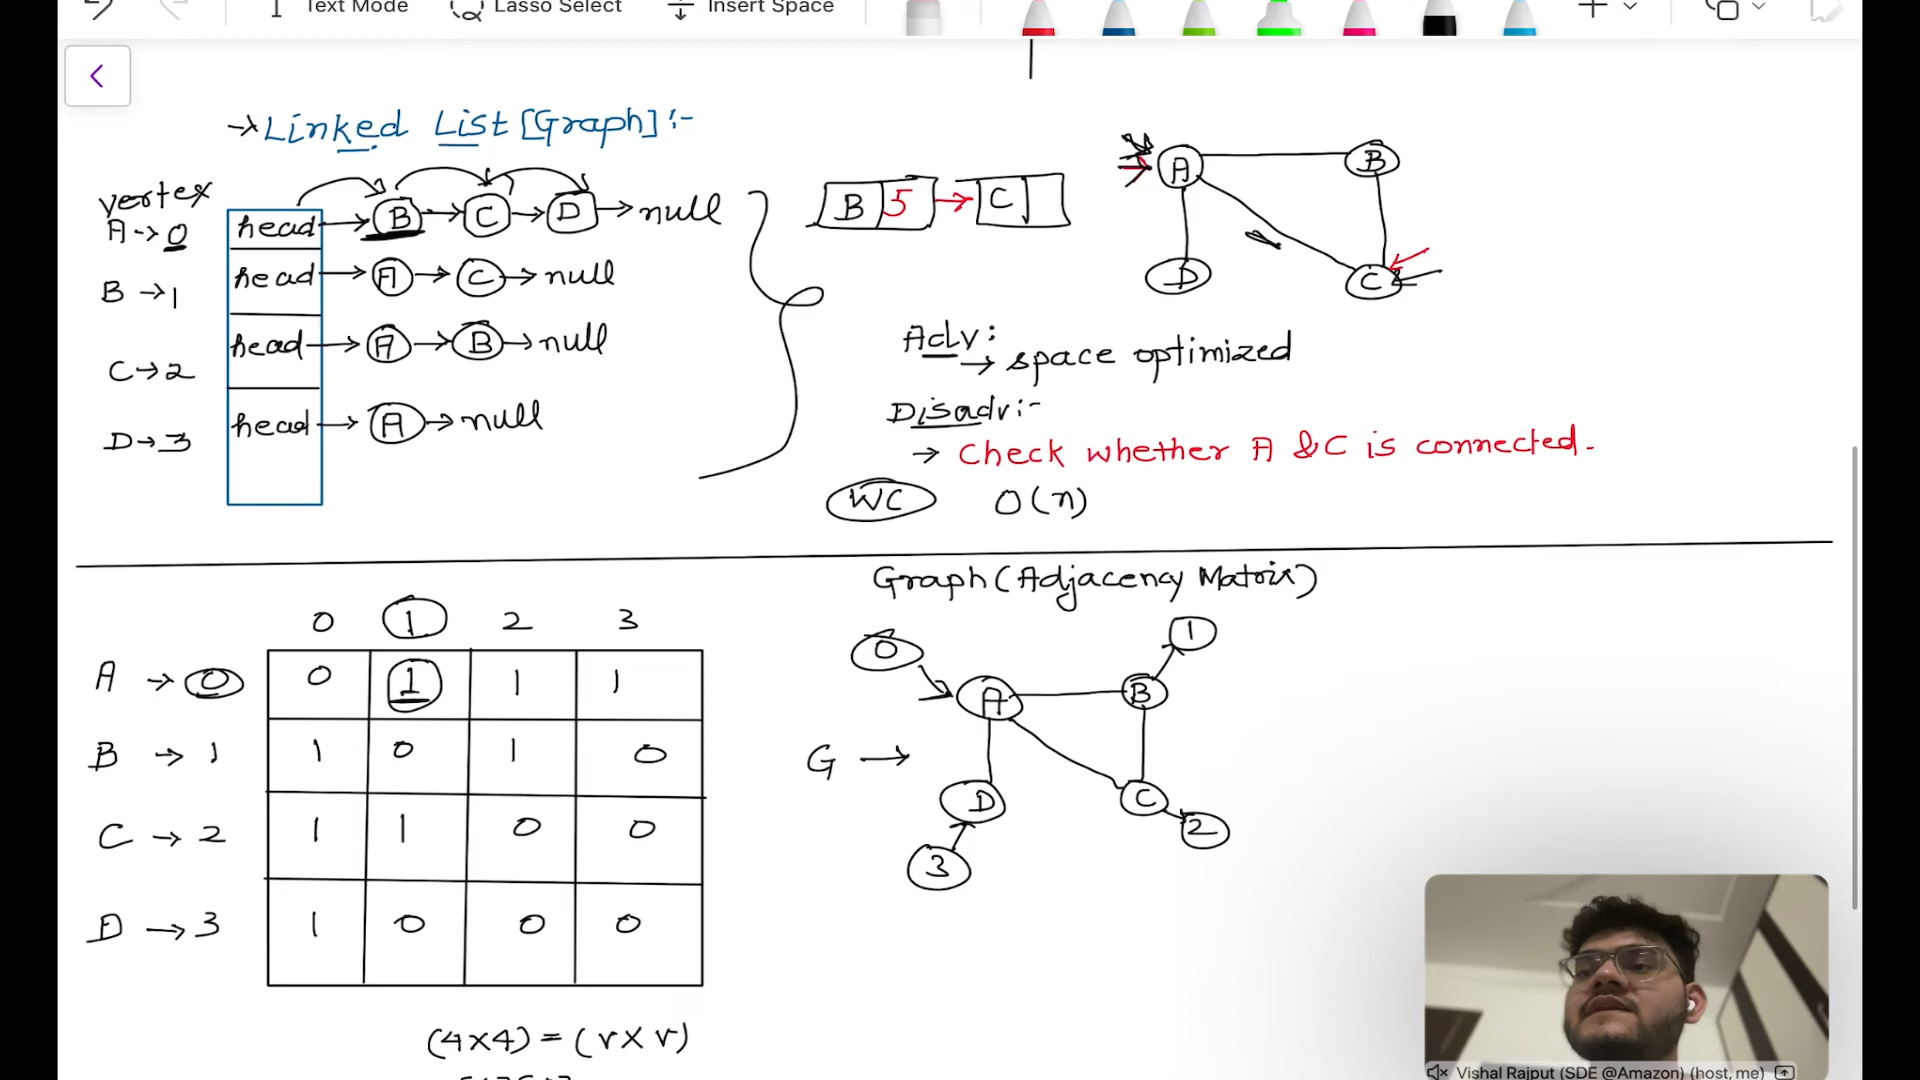 Text Mode Lasso Select Insert Space
→ Linked List [Graph] :-
vertex
A → 0 head → B → C → D → null
B → 1 head → A → C → null
C → 2 head → A → B → null
D → 3 head → A → null
B 5 → C
A B
D C
Adv:
→ space optimized
Disadv:-
→ Check whether A & C is connected.
WC O(n)
Graph (Adjacency Matrix)
0 1 2 3
A → 0 0 1 1 1
B → 1 1 0 1 0
C → 2 1 1 0 0
D → 3 1 0 0 0
(4x4) = (v x v)
0 1
A B
G →
D C
3 2
Vishal Rajput (SDE @Amazon) (host, me)